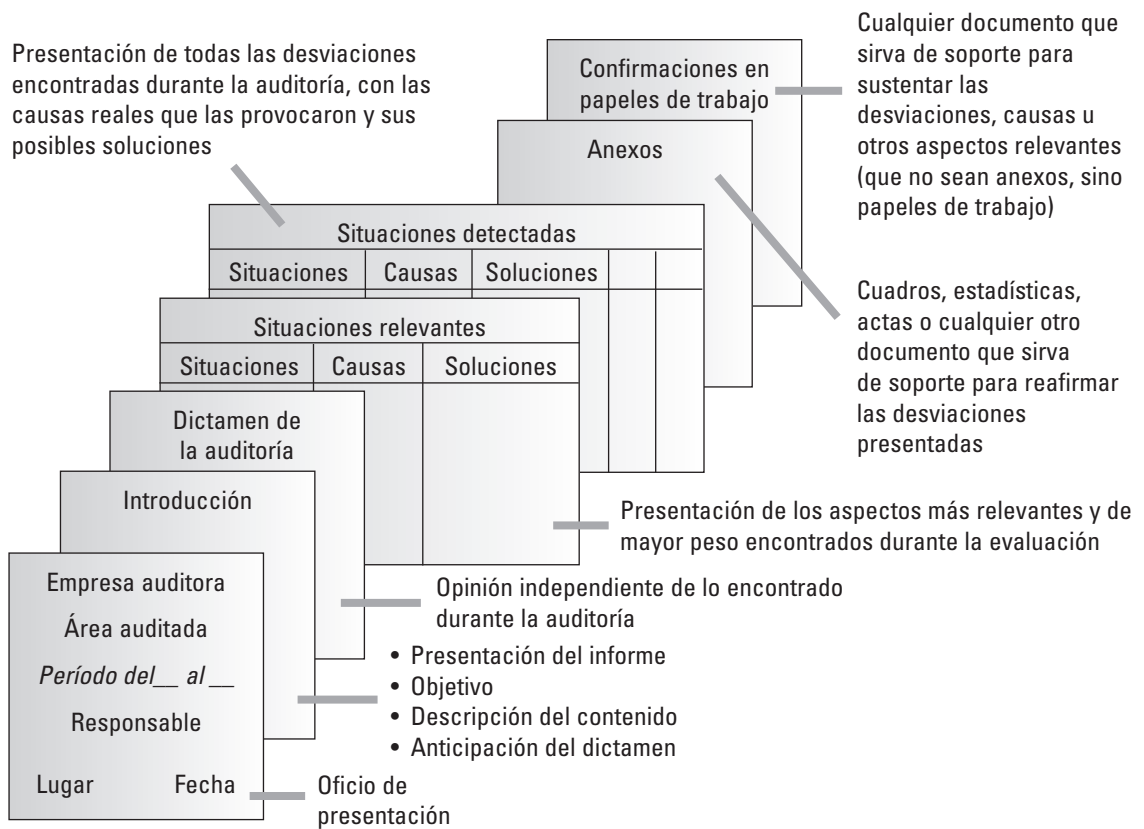 Presentación de todas las desviaciones
encontradas durante la auditoría, con las
causas reales que las provocaron y sus
posibles soluciones
Cualquier documento que
sirva de soporte para
sustentar las
desviaciones, causas u
otros aspectos relevantes
(que no sean anexos, sino
papeles de trabajo)
Confirmaciones en
papeles de trabajo
Anexos
Cuadros, estadísticas,
actas o cualquier otro
documento que sirva
de soporte para reafirmar
las desviaciones
presentadas
Situaciones detectadas
Situaciones Causas Soluciones
Situaciones relevantes
Situaciones Causas Soluciones
Presentación de los aspectos más relevantes y de
mayor peso encontrados durante la evaluación
Dictamen de
la auditoría
Opinión independiente de lo encontrado
durante la auditoría
Introducción
• Presentación del informe
• Objetivo
• Descripción del contenido
• Anticipación del dictamen
Empresa auditora
Área auditada
Período del__ al __
Responsable
Lugar Fecha
Oficio de
presentación